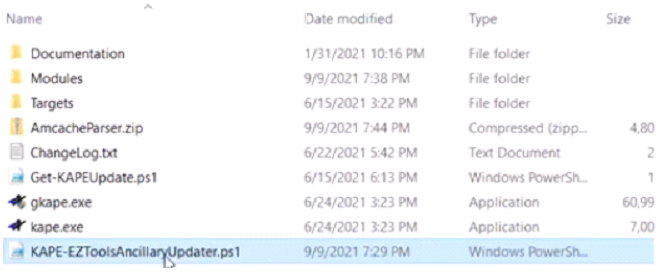 Name Date modified Type Size
Documentation 1/31/2021 10:16 PM File folder
Modules 9/9/2021 7:38 PM File folder
Targets 6/15/2021 3:22 PM File folder
AmcacheParser.zip 9/9/2021 7:44 PM Compressed (zipp... 4,80
ChangeLog.txt 6/22/2021 5:42 PM Text Document 2
Get-KAPEUpdate.ps1 6/15/2021 6:13 PM Windows PowerSh... 1
gkape.exe 6/24/2021 3:23 PM Application 60,99
kape.exe 6/24/2021 3:23 PM Application 7,00
KAPE-EZToolsAncillaryUpdater.ps1 9/9/2021 7:29 PM Windows PowerSh...